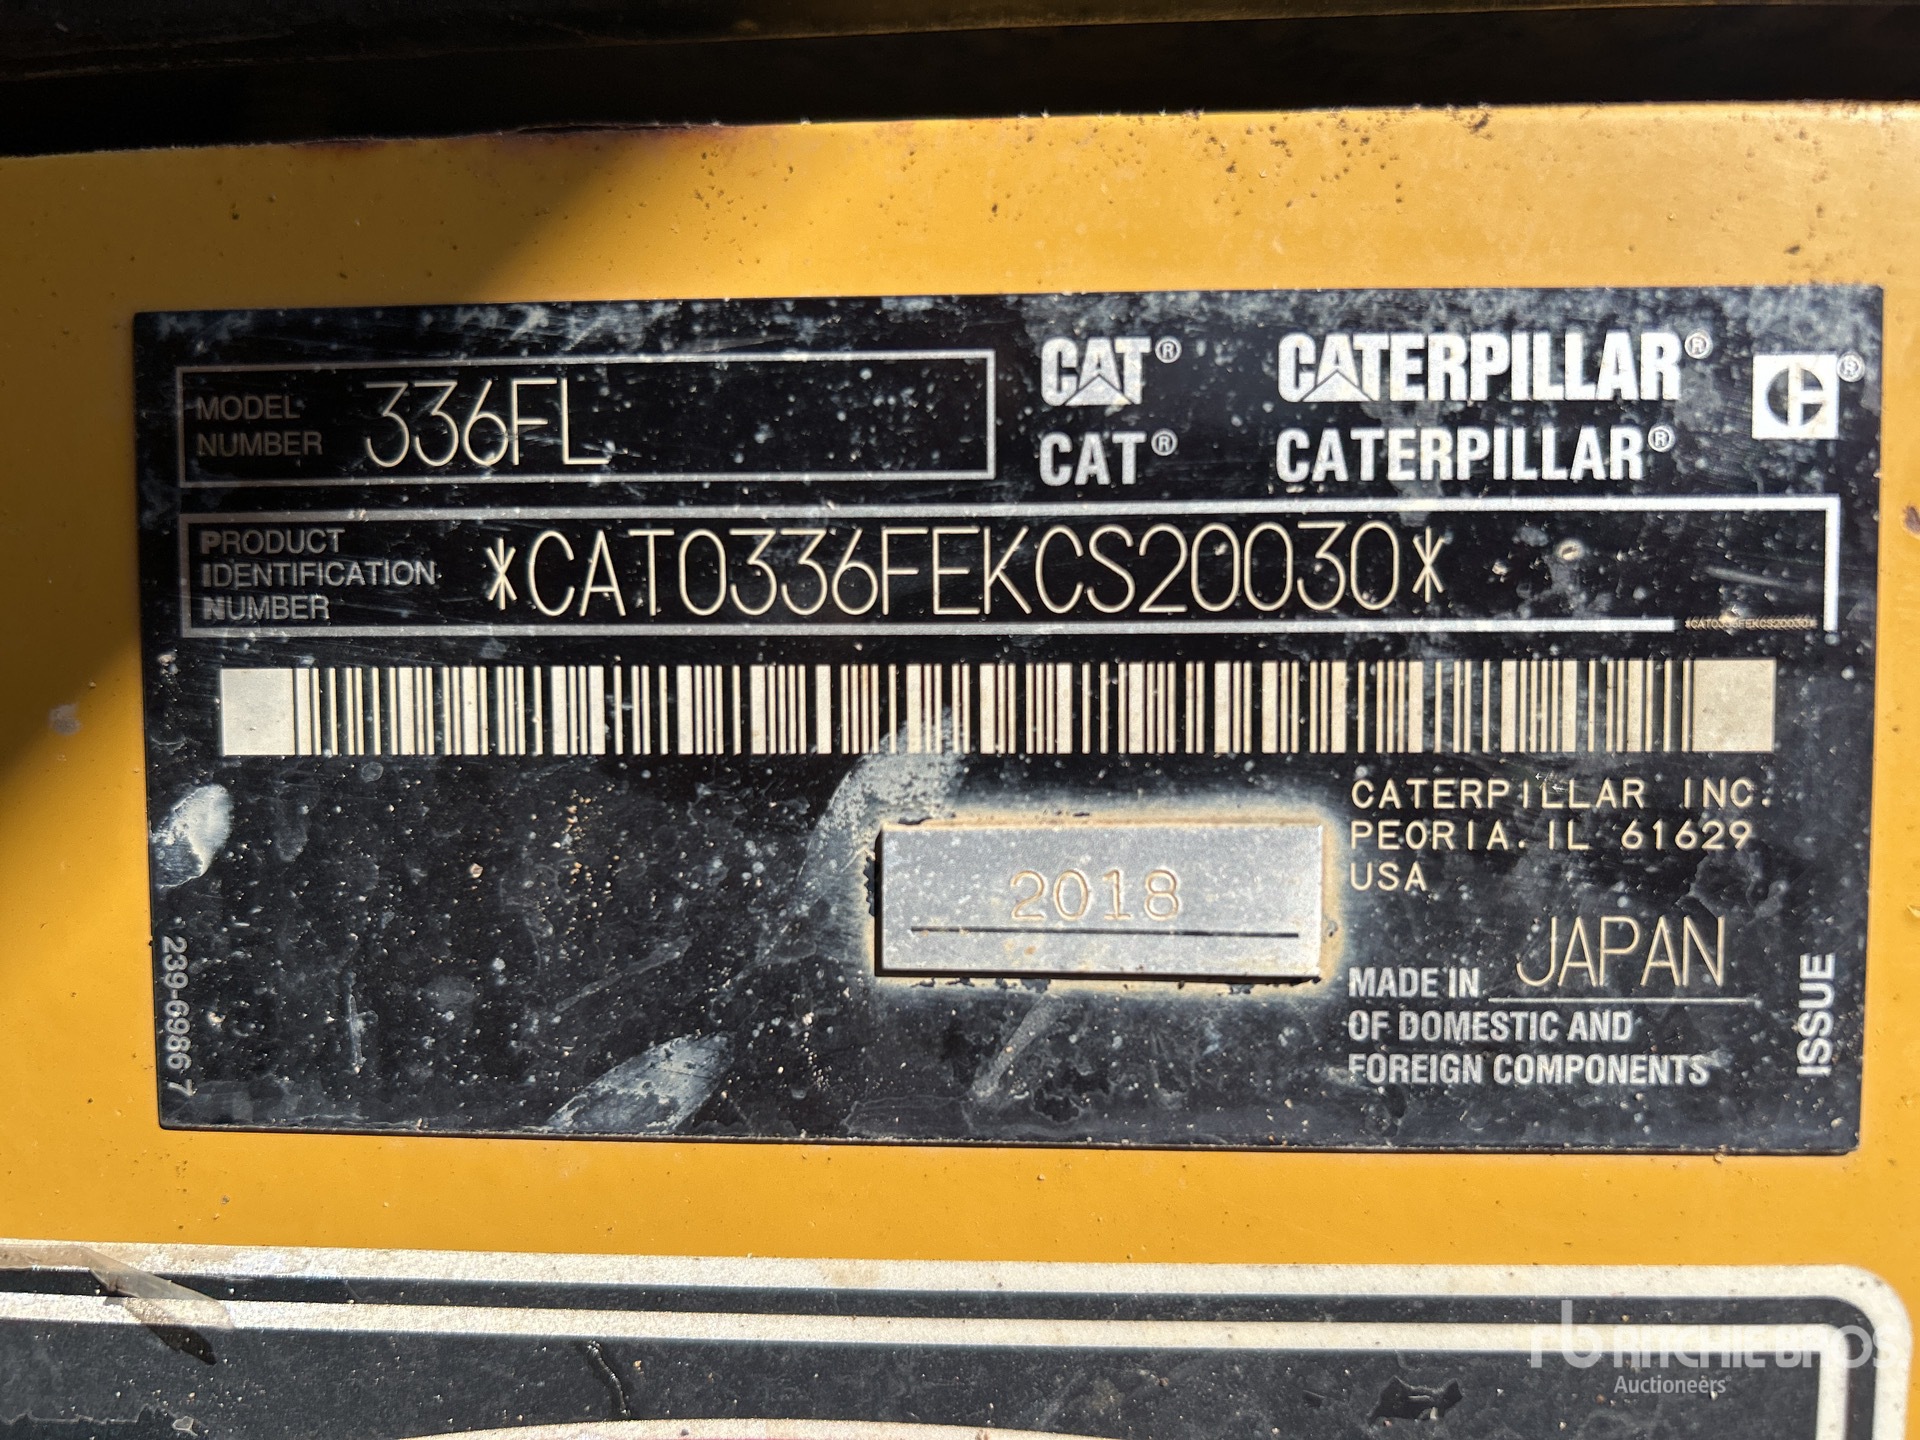 MODEL
NUMBER
336FL
CAT® CATERPILLAR®
CAT® CATERPILLAR®
PRODUCT
IDENTIFICATION
NUMBER
*CAT0336FEKCS20030*
*CAT0336FEKCS20030*
CATERPILLAR INC.
PEORIA. IL 61629
USA
2018
MADE IN JAPAN
OF DOMESTIC AND
FOREIGN COMPONENTS
239-6986 7
ISSUE
rb RITCHIE BROS
Auctioneers